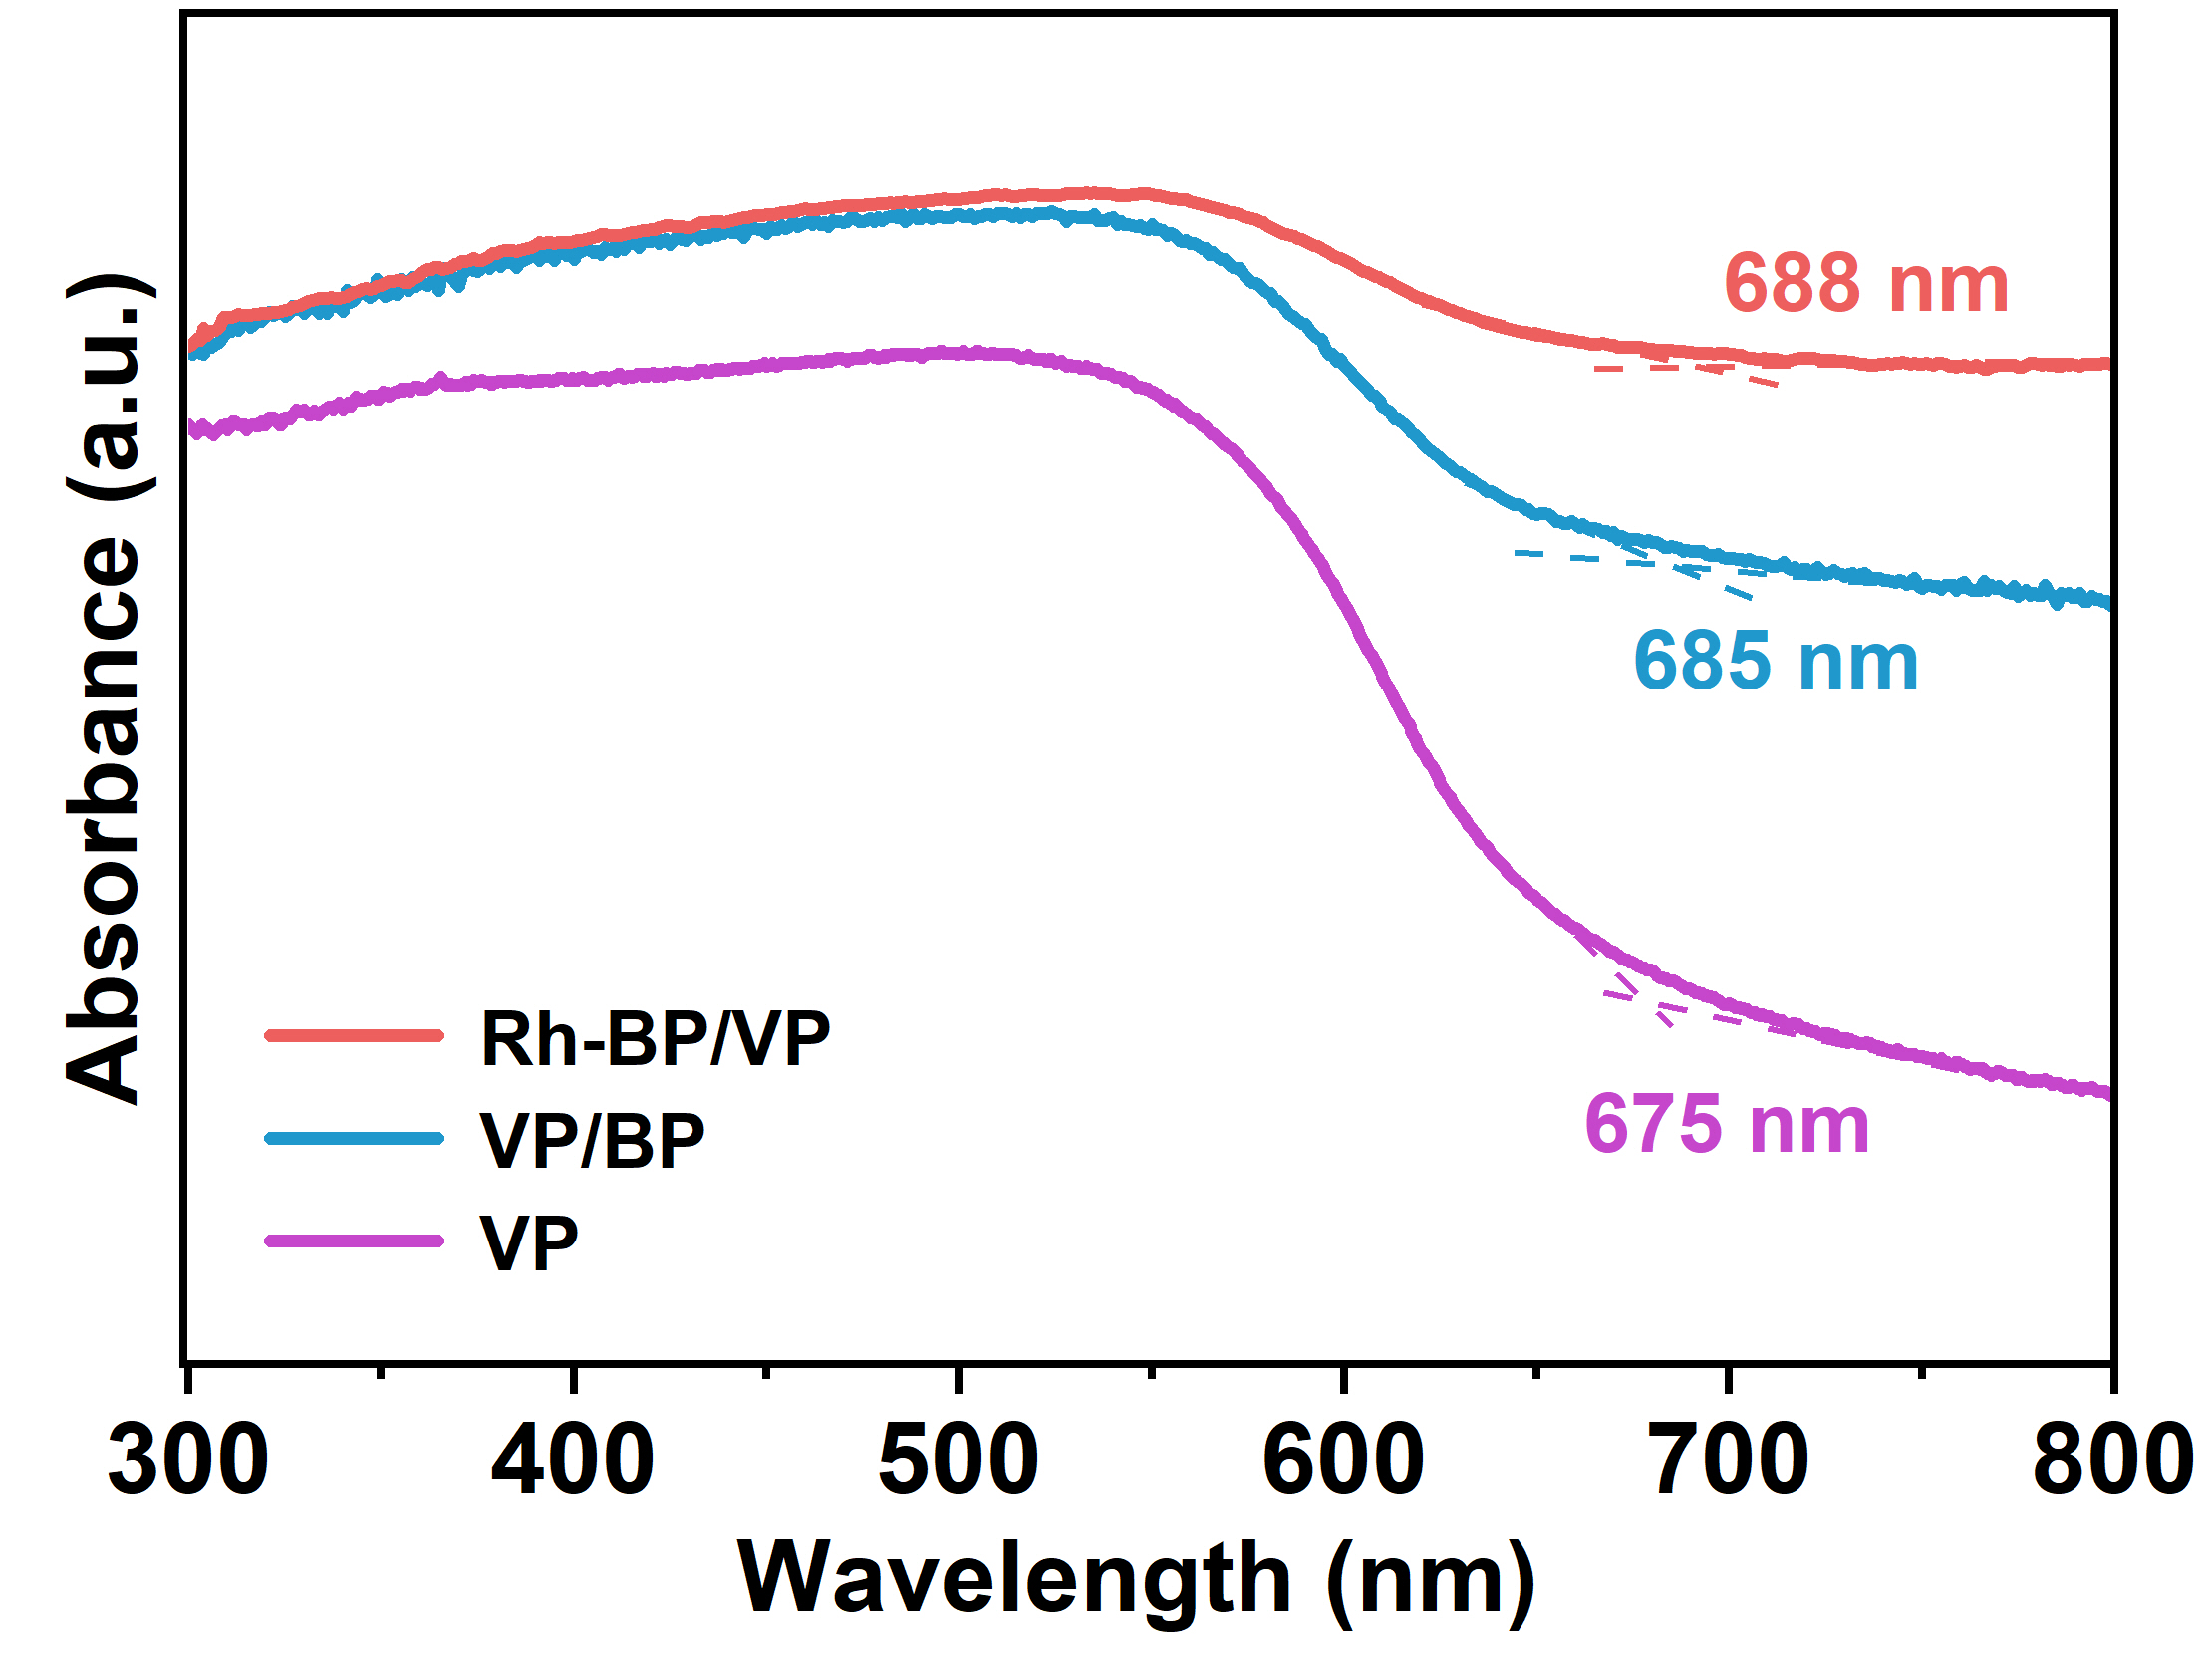 Absorbance (a.u.)
688 nm
685 nm
675 nm
Rh-BP/VP
VP/BP
VP
300 400 500 600 700 800
Wavelength (nm)